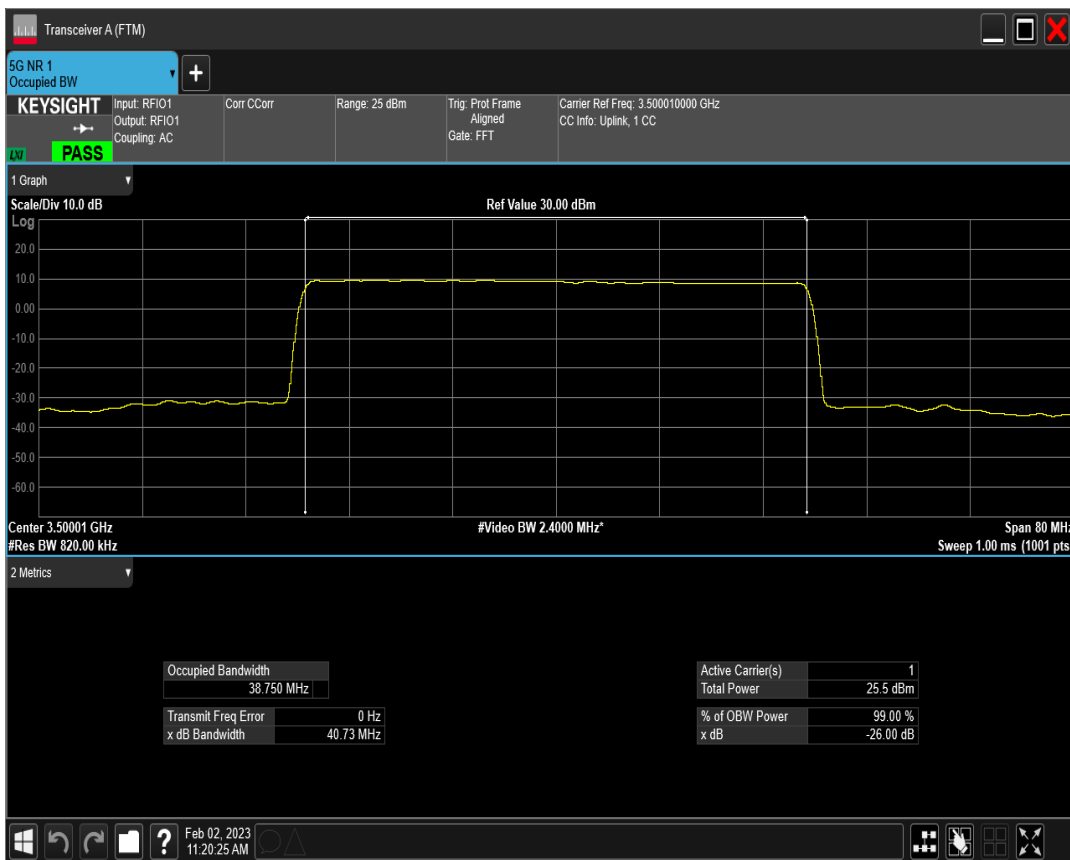 Transceiver A (FTM)
5G NR 1
Occupied BW
+
KEYSIGHT
LXI
PASS
Input: RFIO1
Output: RFIO1
Coupling: AC
Corr CCorr
Range: 25 dBm
Trig: Prot Frame
Aligned
Gate: FFT
Carrier Ref Freq: 3.500010000 GHz
CC Info: Uplink, 1 CC
1 Graph
Scale/Div 10.0 dB
Ref Value 30.00 dBm
Log
20.0
10.0
0.00
-10.0
-20.0
-30.0
-40.0
-50.0
-60.0
Center 3.50001 GHz
#Video BW 2.4000 MHz*
Span 80 MHz
#Res BW 820.00 kHz
Sweep 1.00 ms (1001 pts
2 Metrics
Occupied Bandwidth
38.750 MHz
Transmit Freq Error 0 Hz
x dB Bandwidth 40.73 MHz
Active Carrier(s) 1
Total Power 25.5 dBm
% of OBW Power 99.00 %
x dB -26.00 dB
?
Feb 02, 2023
11:20:25 AM